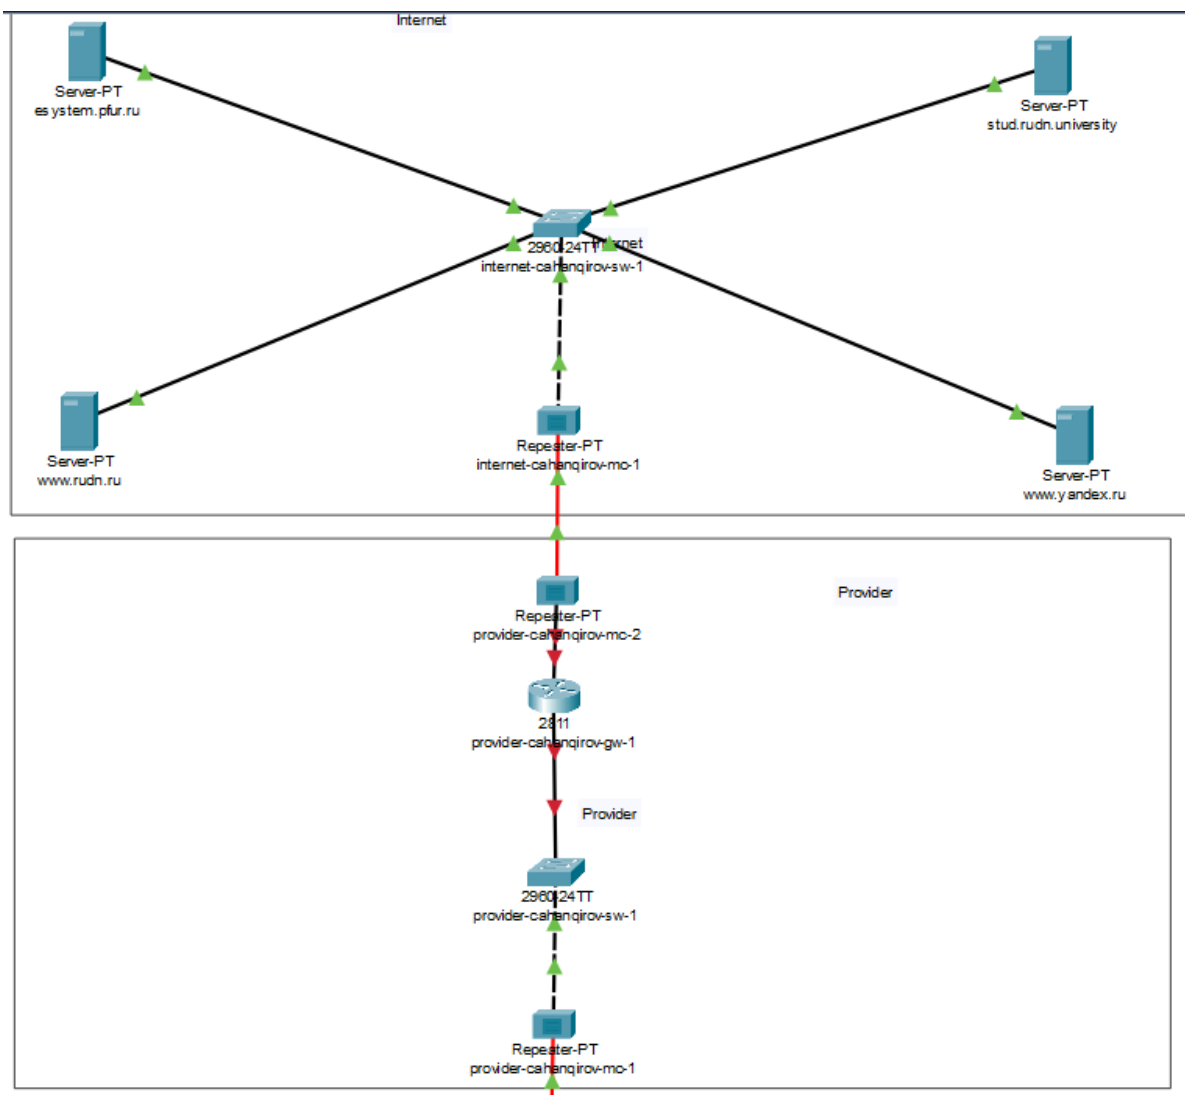 Internet
Server-PT
esystem.pfur.ru
Server-PT
stud.rudn.university
2960-24TT
Internet
internet-cahanqirov-sw-1
Repeater-PT
internet-cahanqirov-mc-1
Server-PT
www.rudn.ru
Server-PT
www.yandex.ru
Provider
Repeater-PT
provider-cahanqirov-mc-2
2811
provider-cahanqirov-gw-1
Provider
2960-24TT
provider-cahanqirov-sw-1
Repeater-PT
provider-cahanqirov-mc-1